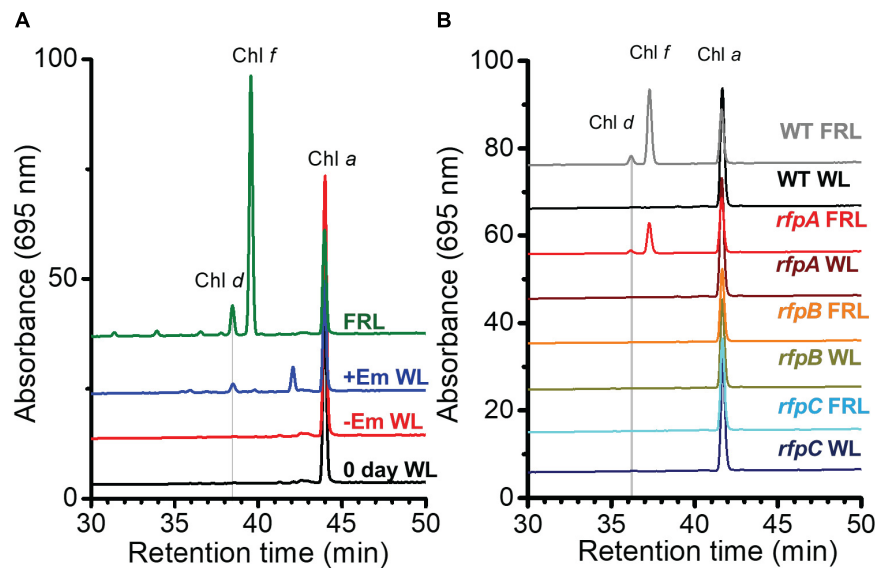 A
Chl f
Chl a
Chl d
FRL
+Em WL
-Em WL
0 day WL
100
50
0
30 35 40 45 50
Absorbance (695 nm)
Retention time (min)
B
Chl f
Chl a
Chl d
WT FRL
WT WL
rfpA FRL
rfpA WL
rfpB FRL
rfpB WL
rfpC FRL
rfpC WL
100
80
60
40
20
0
30 35 40 45 50
Absorbance (695 nm)
Retention time (min)